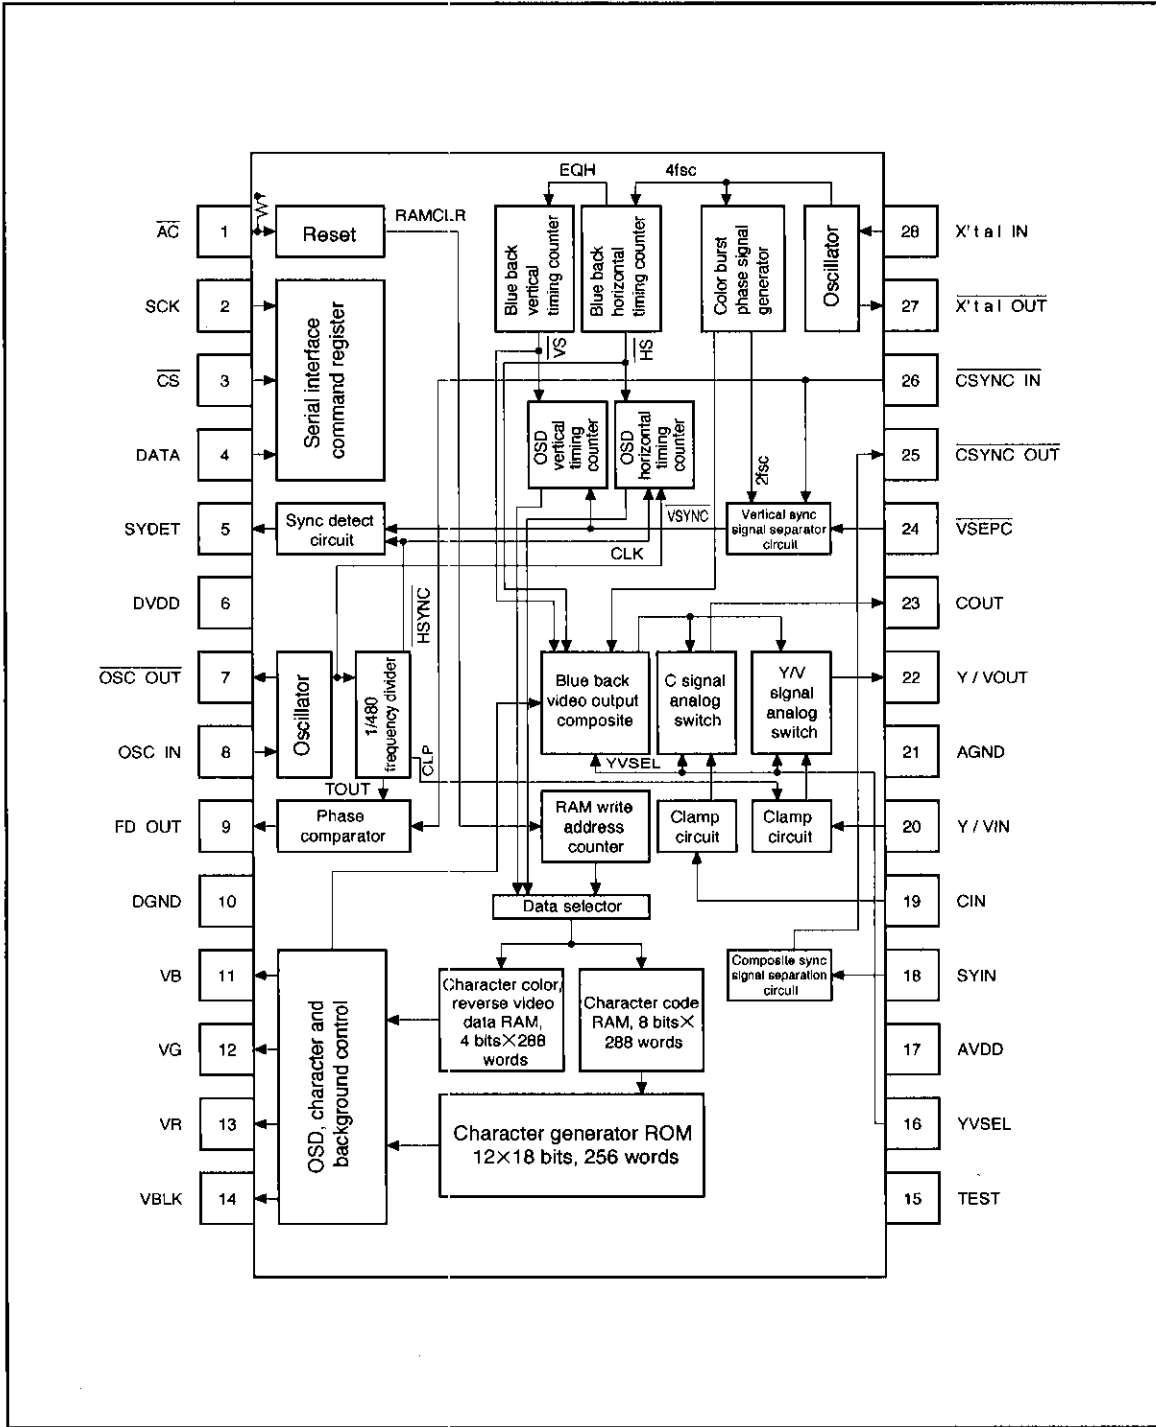 EQH
4fsc
AC
1
Reset
RAMCLR
Blue back
vertical
timing counter
Blue back
horizontal
timing counter
Color burst
phase signal
generator
Oscillator
28
X'tal IN
SCK
2
Serial interface
command register
27
X'tal OUT
VS
HS
CS
3
26
CSYNC IN
OSD
vertical
timing
counter
OSD
horizontal
timing
counter
DATA
4
25
CSYNC OUT
2fsc
VSYNC
SYDET
5
Sync detect
circuit
Vertical sync
signal separator
circuit
24
VSEPC
CLK
DVDD
6
HSYNC
23
COUT
OSC OUT
7
Oscillator
1/480
frequency divider
Blue back
video output
composite
C signal
analog
switch
Y/V
signal
analog
switch
22
Y / VOUT
OSC IN
8
CLP
YVSEL
21
AGND
TOUT
FD OUT
9
Phase
comparator
RAM write
address
counter
Clamp
circuit
Clamp
circuit
20
Y / VIN
DGND
10
Data selector
19
CIN
VB
11
OSD, character and
background control
Character color,
reverse video
data RAM,
4 bits×288
words
Character code
RAM, 8 bits×
288 words
Composite sync
signal separation
circuit
18
SYIN
VG
12
17
AVDD
VR
13
Character generator ROM
12×18 bits, 256 words
16
YVSEL
VBLK
14
15
TEST